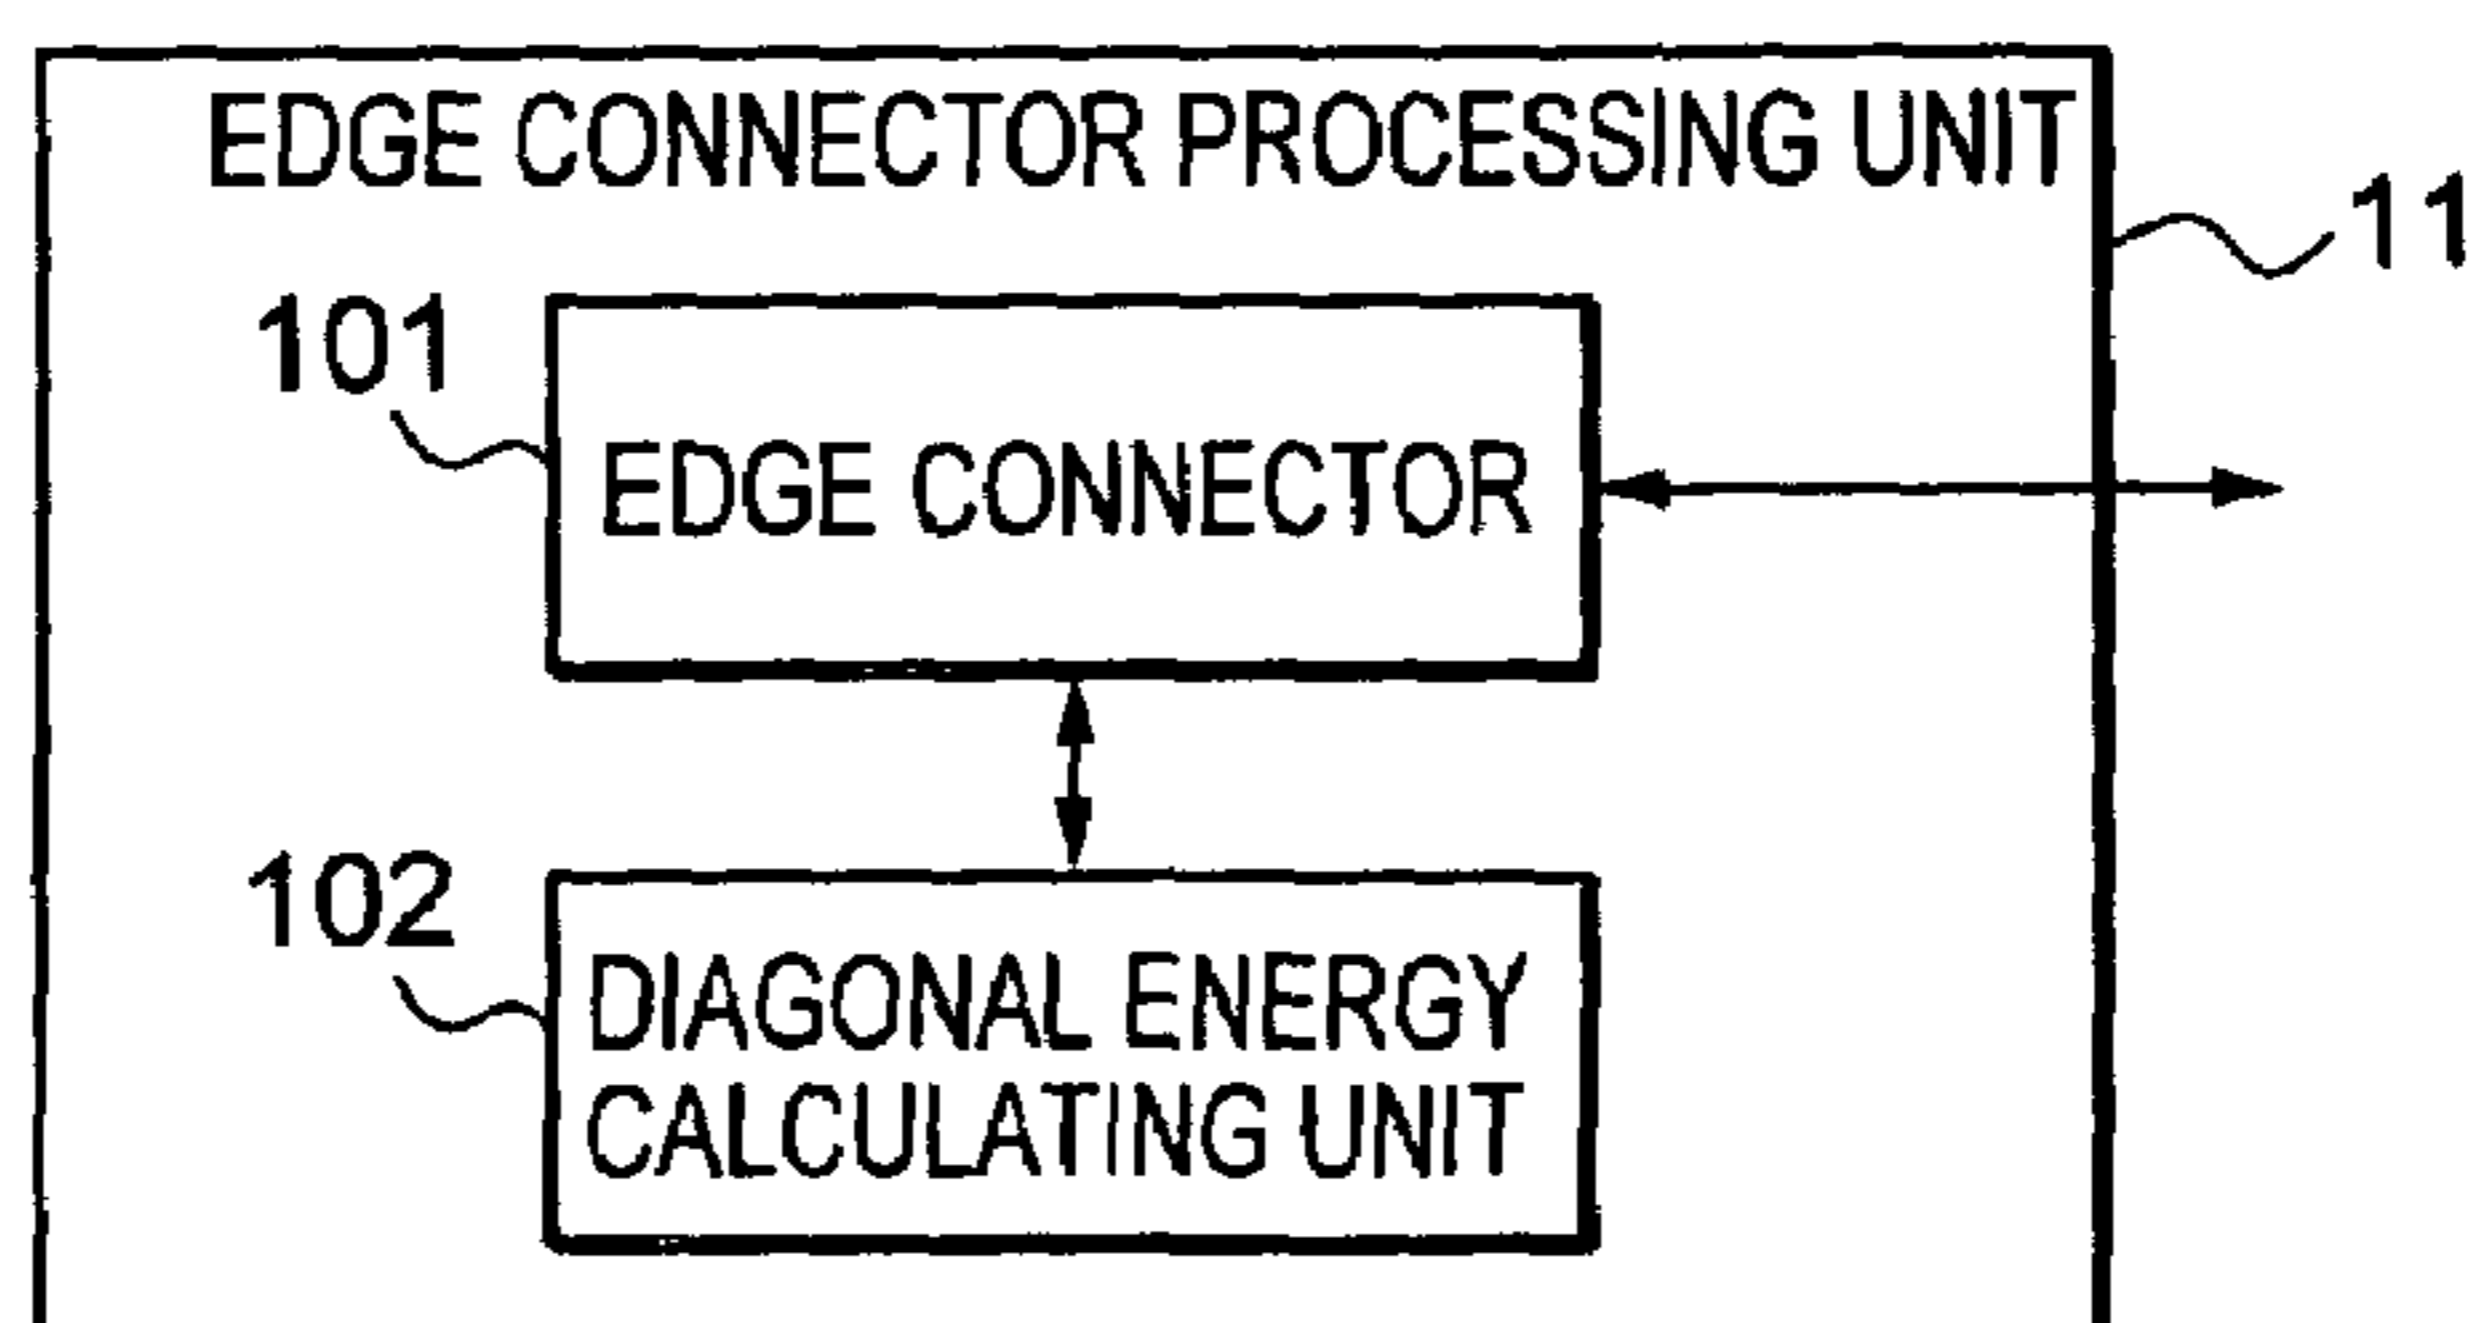 EDGE CONNECTOR PROCESSING UNIT
11
101
EDGE CONNECTOR
102
DIAGONAL ENERGY
CALCULATING UNIT